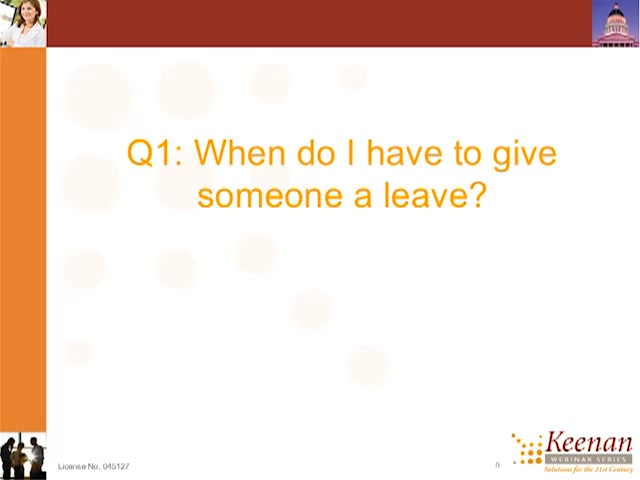 Q1: When do I have to give
someone a leave?
License No. 045127
6
Keenan
WEBINAR SERIES
Solutions for the 21st Century